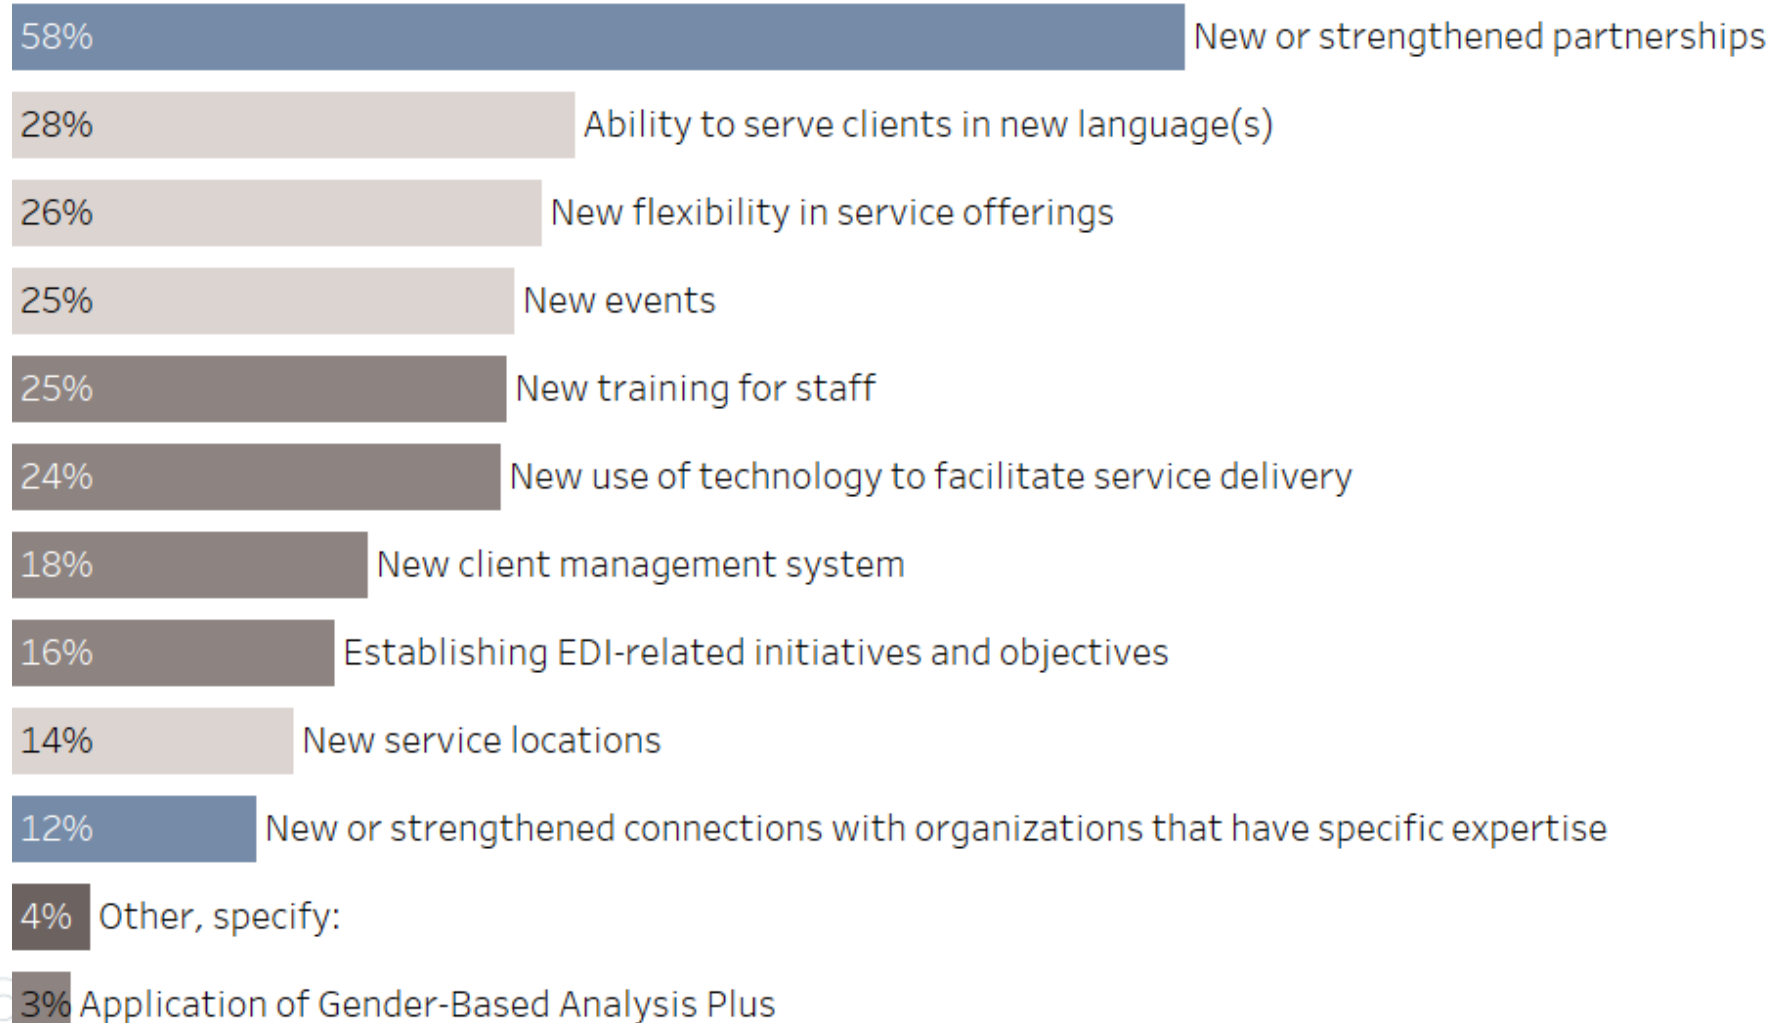 58% New or strengthened partnerships
28% Ability to serve clients in new language(s)
26% New flexibility in service offerings
25% New events
25% New training for staff
24% New use of technology to facilitate service delivery
18% New client management system
16% Establishing EDI-related initiatives and objectives
14% New service locations
12% New or strengthened connections with organizations that have specific expertise
4% Other, specify:
3% Application of Gender-Based Analysis Plus